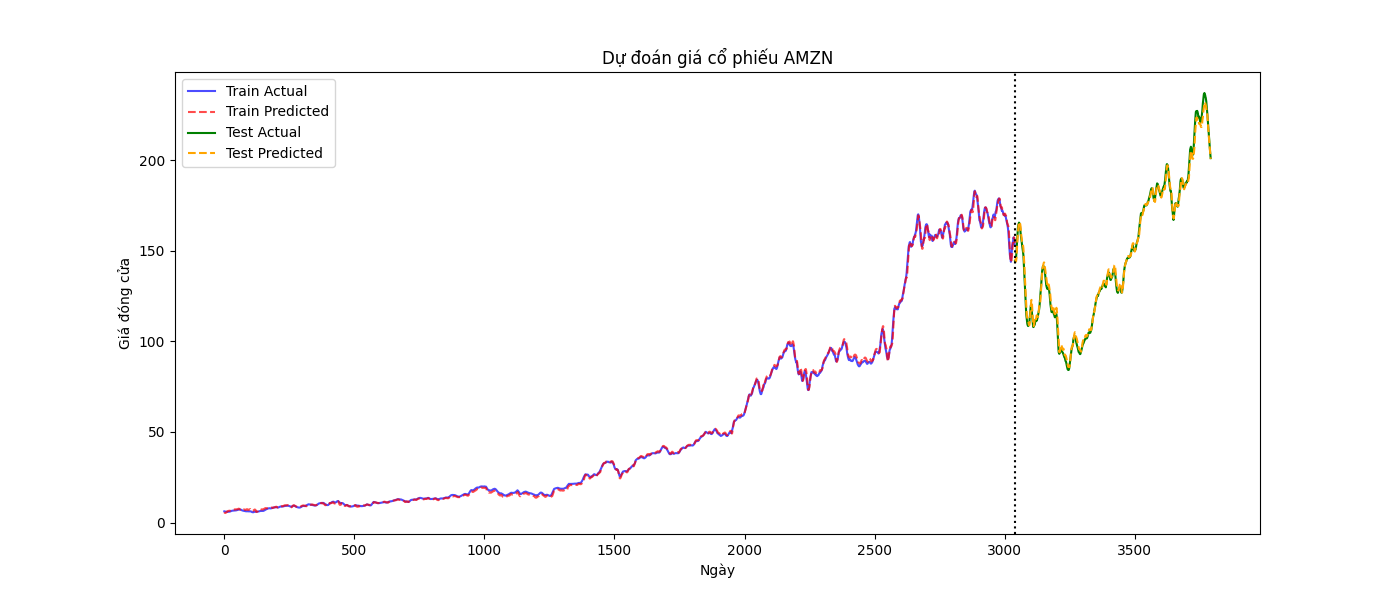 Dự đoán giá cổ phiếu AMZN
Train Actual
Train Predicted
Test Actual
Test Predicted
Giá đóng cửa
200
150
100
50
0
0 500 1000 1500 2000 2500 3000 3500
Ngày